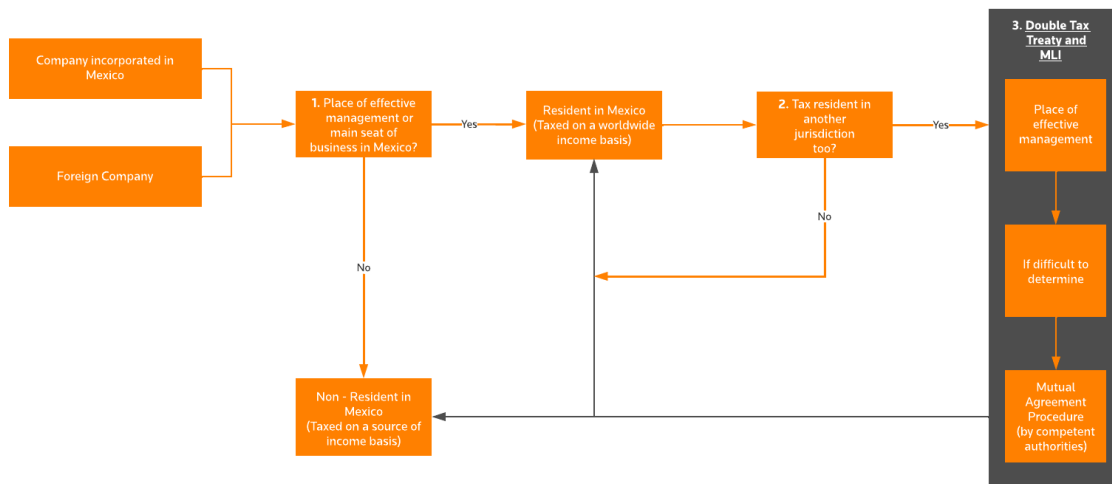 Company incorporated in
Mexico
Foreign Company
1. Place of effective
management or
main seat of
business in Mexico?
Yes
No
Resident in Mexico
(Taxed on a worldwide
income basis)
2. Tax resident in
another
jurisdiction
too?
Yes
No
Non - Resident in
Mexico
(Taxed on a source of
income basis)
3. Double Tax
Treaty and
MLI
Place of
effective
management
If difficult to
determine
Mutual
Agreement
Procedure
(by competent
authorities)